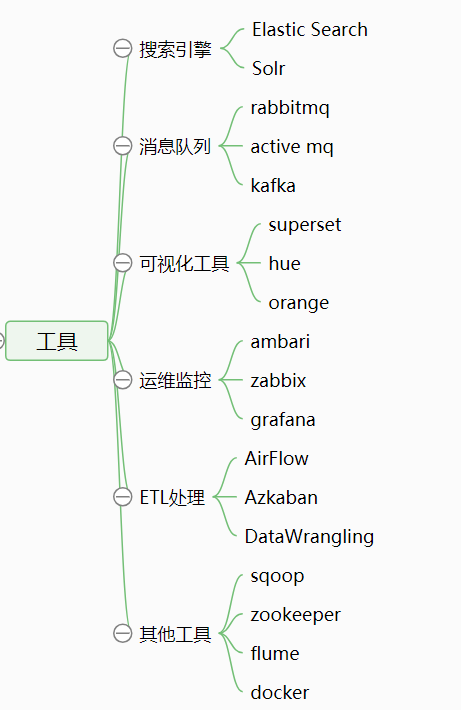 工具
搜索引擎
Elastic Search
Solr
消息队列
rabbitmq
active mq
kafka
可视化工具
superset
hue
orange
运维监控
ambari
zabbix
grafana
ETL处理
AirFlow
Azkaban
DataWrangling
其他工具
sqoop
zookeeper
flume
docker